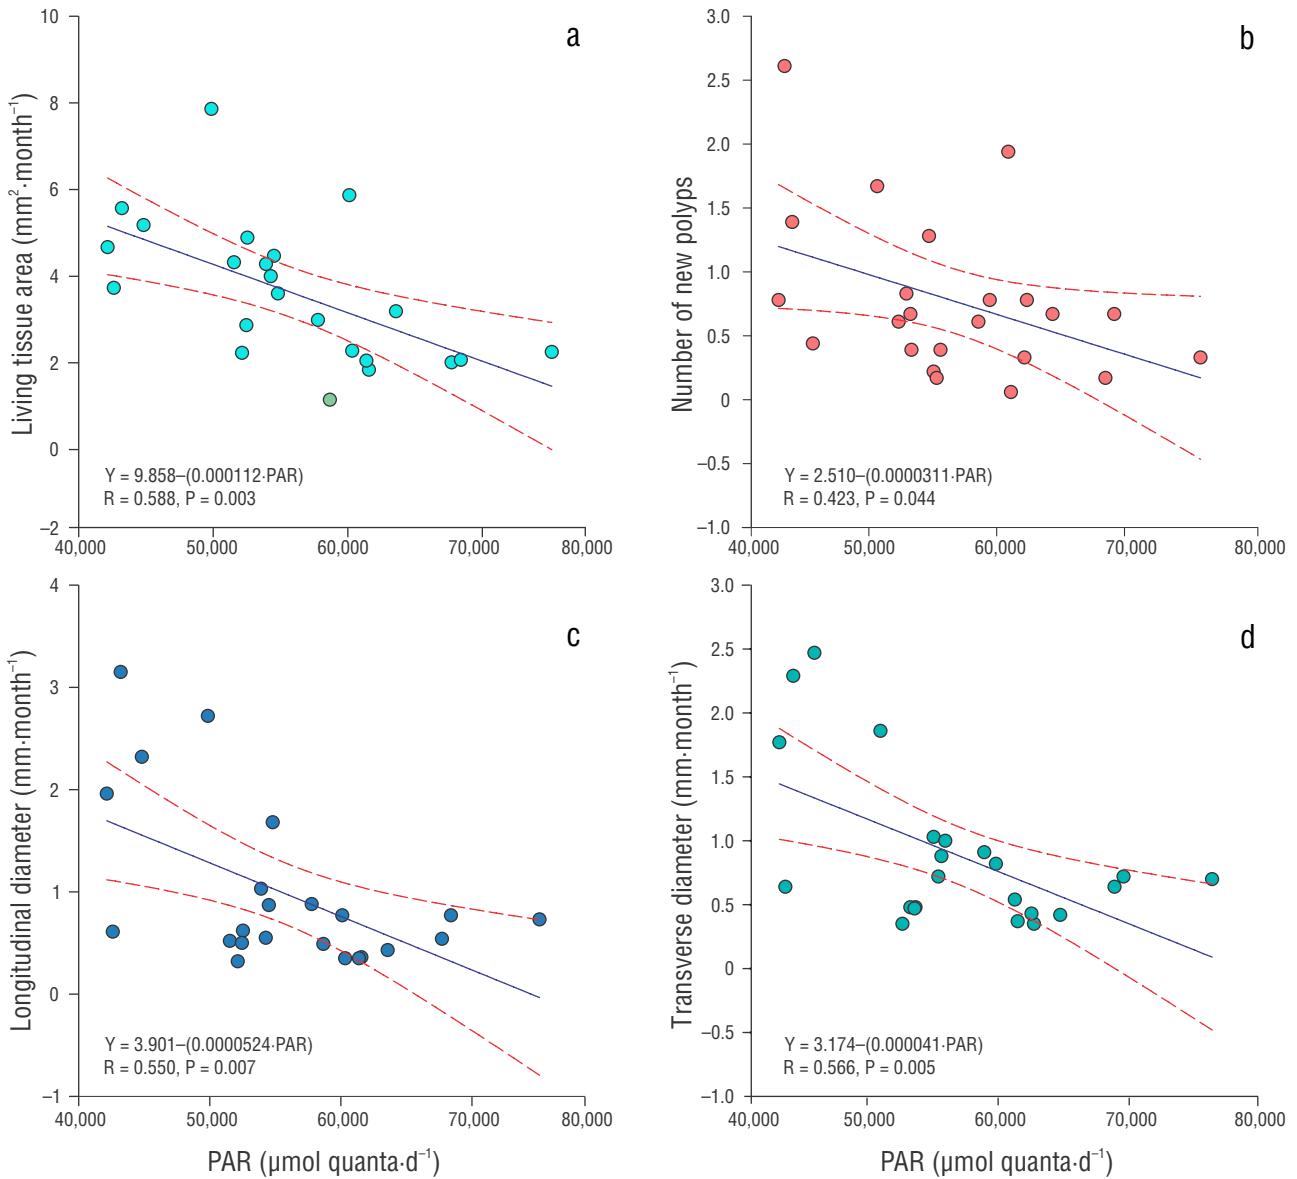 a
10
8
6
4
2
0
–2
Living tissue area (mm²·month⁻¹)
Y = 9.858–(0.000112·PAR)
R = 0.588, P = 0.003
40,000 50,000 60,000 70,000 80,000
b
3.0
2.5
2.0
1.5
1.0
0.5
0
–0.5
–1.0
Number of new polyps
Y = 2.510–(0.0000311·PAR)
R = 0.423, P = 0.044
40,000 50,000 60,000 70,000 80,000
c
4
3
2
1
0
–1
Longitudinal diameter (mm·month⁻¹)
Y = 3.901–(0.0000524·PAR)
R = 0.550, P = 0.007
40,000 50,000 60,000 70,000 80,000
PAR (µmol quanta·d⁻¹)
d
3.0
2.5
2.0
1.5
1.0
0.5
0
–0.5
–1.0
Transverse diameter (mm·month⁻¹)
Y = 3.174–(0.000041·PAR)
R = 0.566, P = 0.005
40,000 50,000 60,000 70,000 80,000
PAR (µmol quanta·d⁻¹)